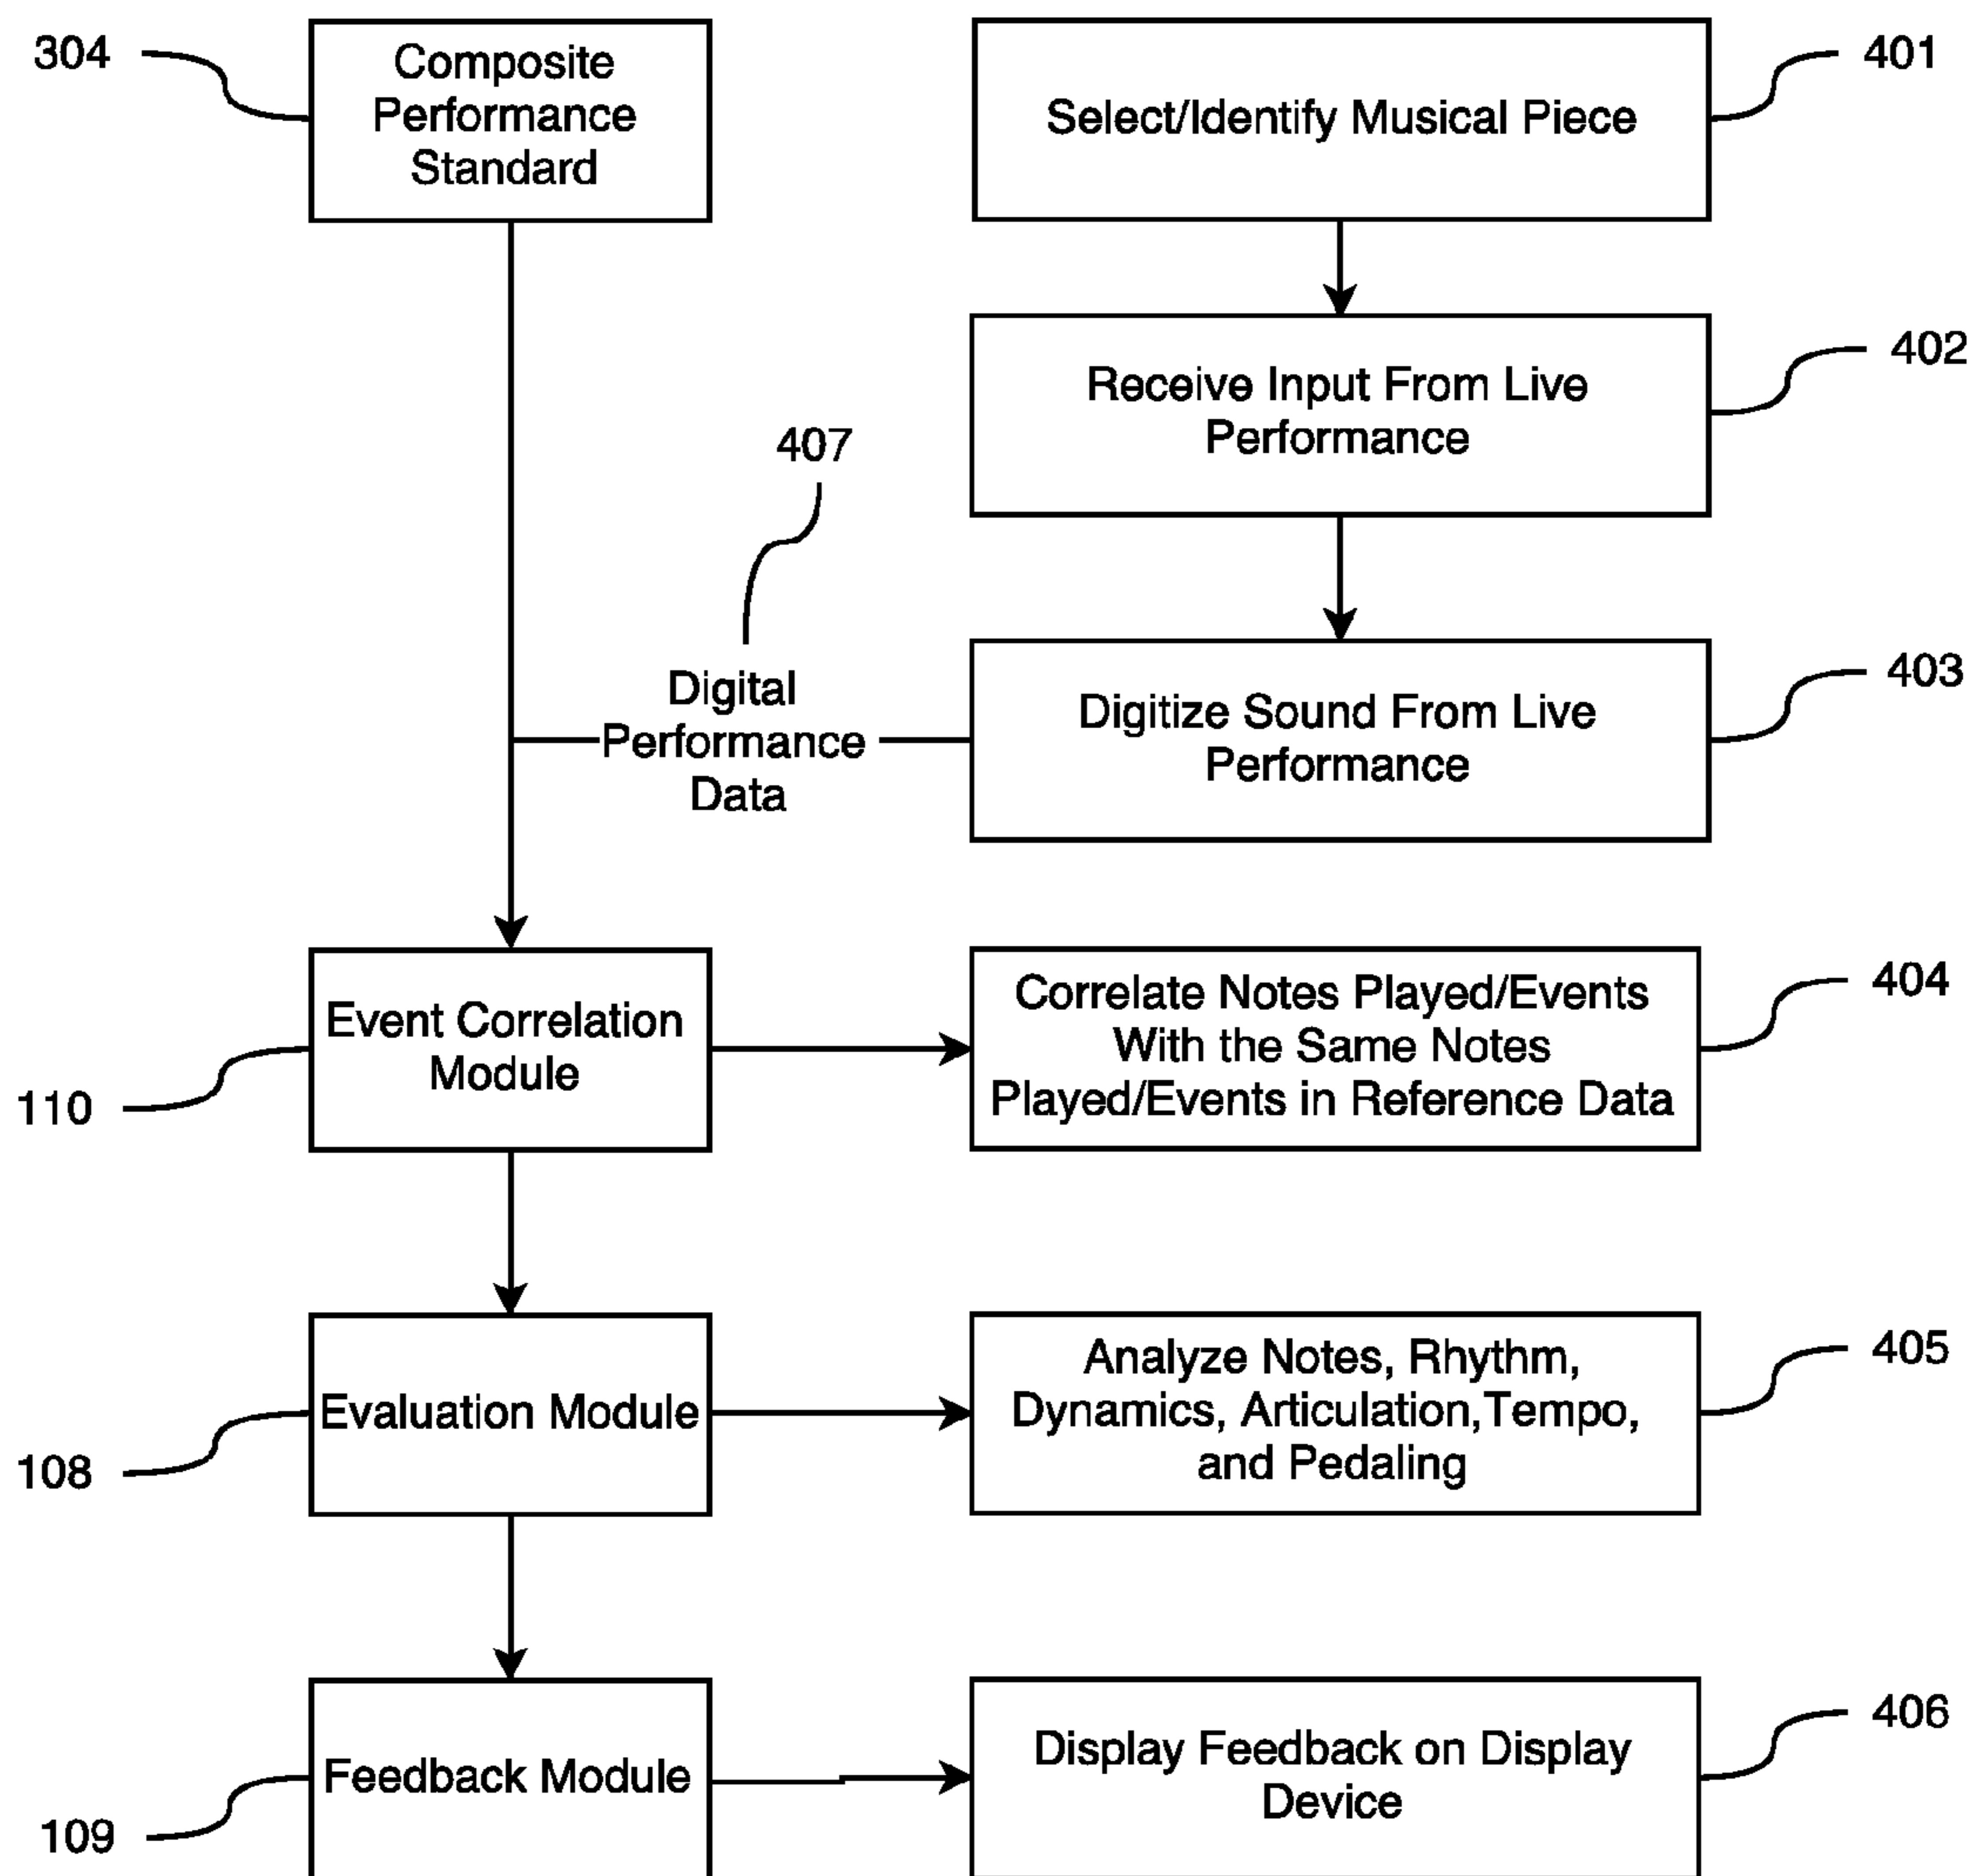 304
Composite
Performance
Standard
Select/Identify Musical Piece
401
Receive Input From Live
Performance
402
407
Digital
Performance
Data
Digitize Sound From Live
Performance
403
Event Correlation
Module
110
Correlate Notes Played/Events
With the Same Notes
Played/Events in Reference Data
404
Evaluation Module
108
Analyze Notes, Rhythm,
Dynamics, Articulation,Tempo,
and Pedaling
405
Feedback Module
109
Display Feedback on Display
Device
406